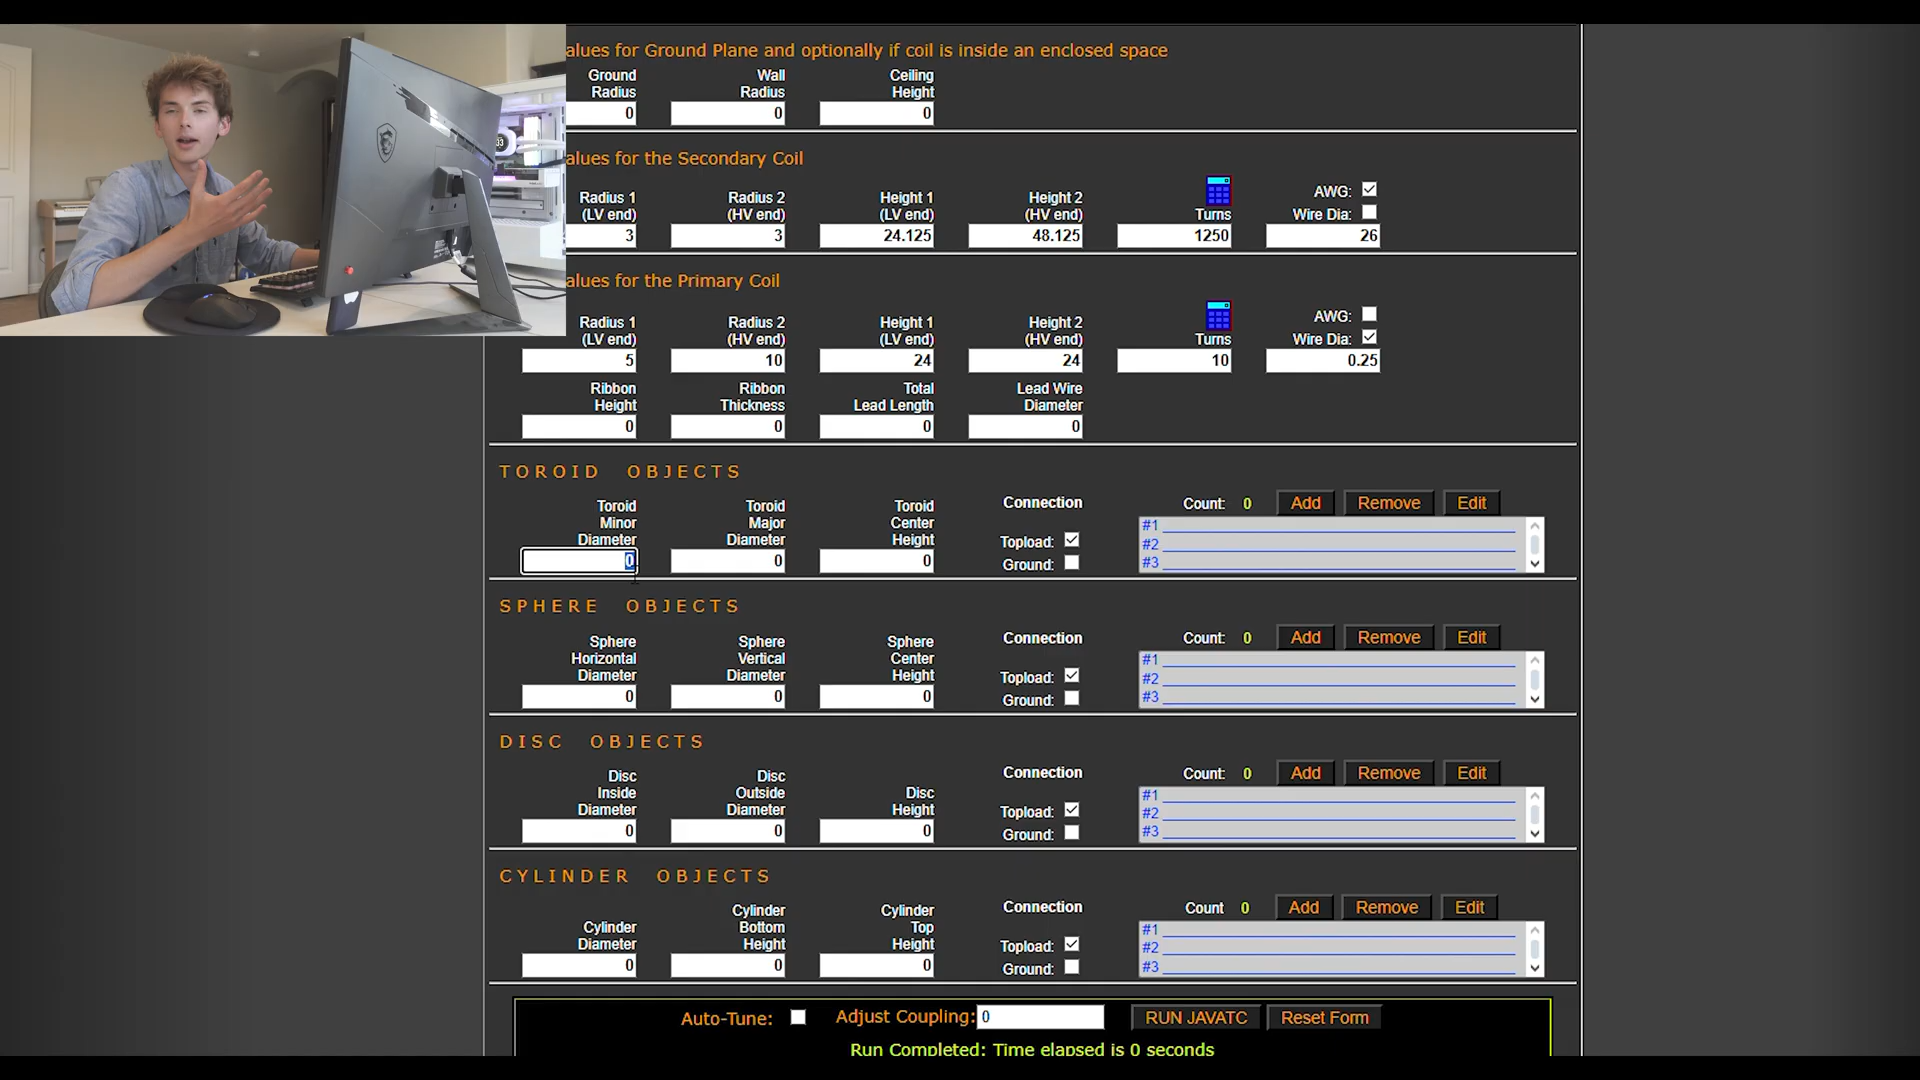 alues for Ground Plane and optionally if coil is inside an enclosed space
Ground Radius Wall Radius Ceiling Height
0 0 0
alues for the Secondary Coil
Radius 1 (LV end) Radius 2 (HV end) Height 1 (LV end) Height 2 (HV end) Turns AWG: Wire Dia:
3 3 24.125 48.125 1250 26
alues for the Primary Coil
Radius 1 (LV end) Radius 2 (HV end) Height 1 (LV end) Height 2 (HV end) Turns AWG: Wire Dia:
5 10 24 24 10 0.25
Ribbon Height Ribbon Thickness Total Lead Length Lead Wire Diameter
0 0 0 0
TOROID OBJECTS
Toroid Minor Diameter Toroid Major Diameter Toroid Center Height Connection Topload: Ground: Count: 0 Add Remove Edit
0 0 0
#1
#2
#3
SPHERE OBJECTS
Sphere Horizontal Diameter Sphere Vertical Diameter Sphere Center Height Connection Topload: Ground: Count: 0 Add Remove Edit
0 0 0
#1
#2
#3
DISC OBJECTS
Disc Inside Diameter Disc Outside Diameter Disc Height Connection Topload: Ground: Count: 0 Add Remove Edit
0 0 0
#1
#2
#3
CYLINDER OBJECTS
Cylinder Diameter Cylinder Bottom Height Cylinder Top Height Connection Topload: Ground: Count 0 Add Remove Edit
0 0 0
#1
#2
#3
Auto-Tune: Adjust Coupling: 0 RUN JAVATC Reset Form
Run Completed: Time elapsed is 0 seconds